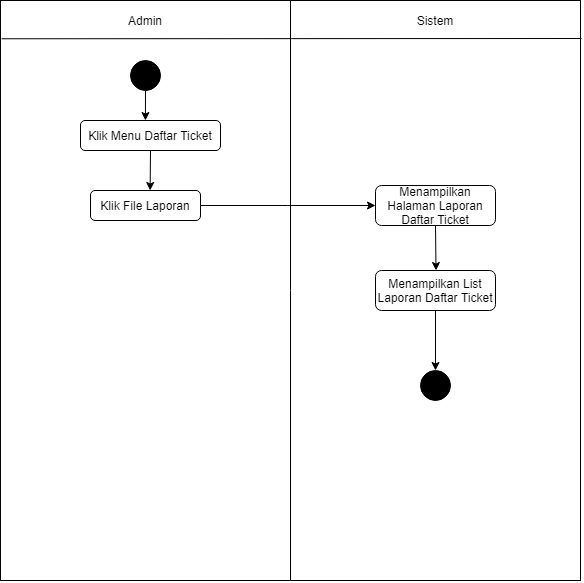 Admin
Sistem
Klik Menu Daftar Ticket
Klik File Laporan
Menampilkan
Halaman Laporan
Daftar Ticket
Menampilkan List
Laporan Daftar Ticket